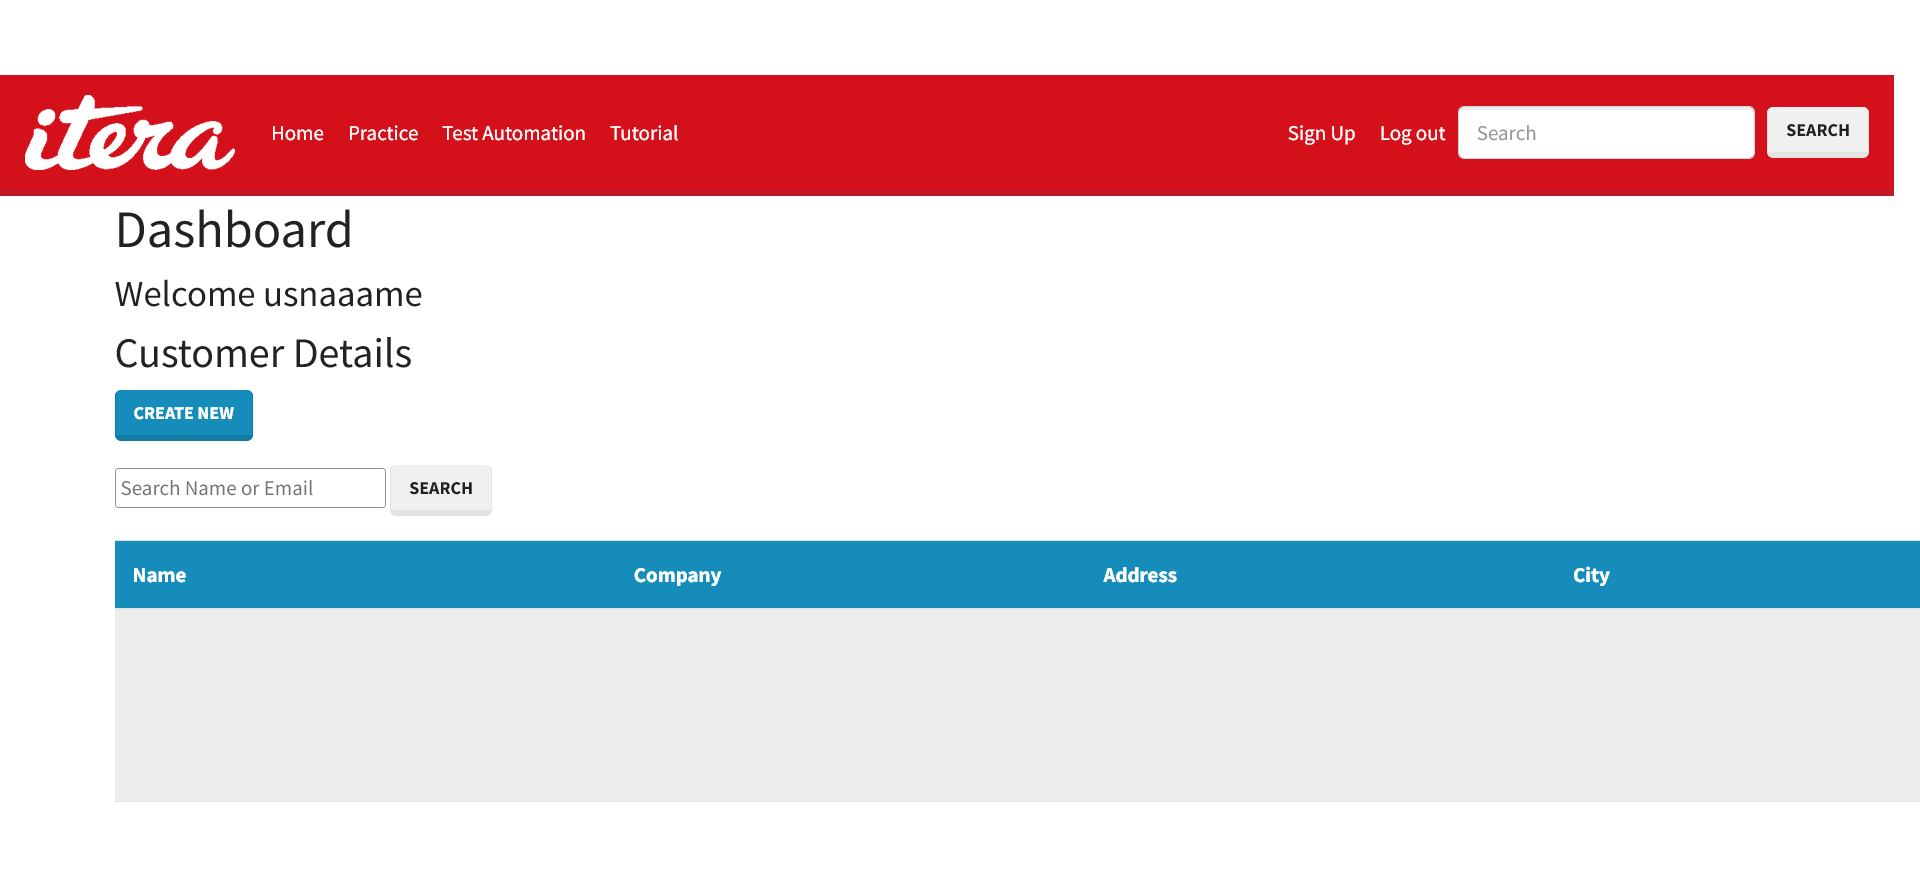 itera Home Practice Test Automation Tutorial Sign Up Log out Search SEARCH
Dashboard
Welcome usnaaame
Customer Details
CREATE NEW
Search Name or Email SEARCH
Name Company Address City